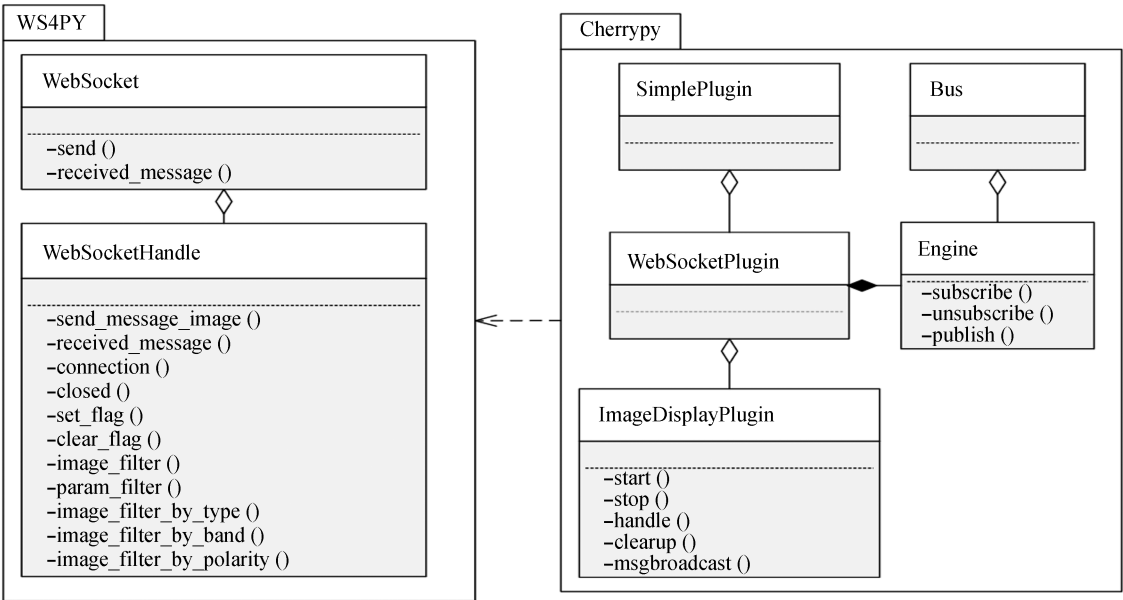 WS4PY
WebSocket
–send ()
–received_message ()
WebSocketHandle
–send_message_image ()
–received_message ()
–connection ()
–closed ()
–set_flag ()
–clear_flag ()
–image_filter ()
–param_filter ()
–image_filter_by_type ()
–image_filter_by_band ()
–image_filter_by_polarity ()
Cherrypy
SimplePlugin
Bus
WebSocketPlugin
Engine
–subscribe ()
–unsubscribe ()
–publish ()
ImageDisplayPlugin
–start ()
–stop ()
–handle ()
–clearup ()
–msgbroadcast ()